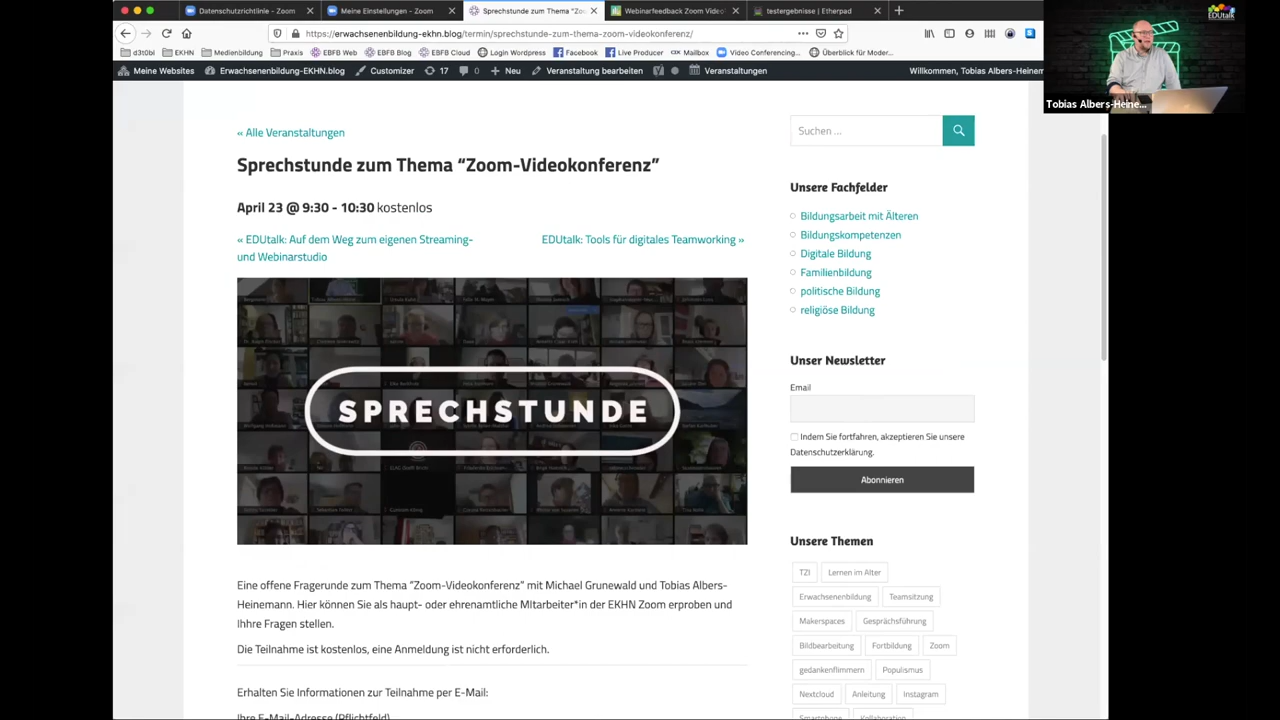 Datenschutzrichtlinie - Zoom
Meine Einstellungen - Zoom
Sprechstunde zum Thema "Zo
Webinarfeedback Zoom Video
testergebnisse | Etherpad
https://erwachsenenbildung-ekhn.blog/termin/sprechstunde-zum-thema-zoom-videokonferenz/
d3t0bl
EKHN
Medienbildung
Praxis
EBFB Web
EBFB Blog
EBFB Cloud
Login Wordpress
Facebook
Live Producer
Mailbox
Video Conferencing...
Überblick für Moder...
Meine Websites
Erwachsenenbildung-EKHN.blog
Customizer
17
0
Neu
Veranstaltung bearbeiten
Veranstaltungen
Willkommen, Tobias Albers-Heinem
EDUtalk
Tobias Albers-Heine...
« Alle Veranstaltungen
Sprechstunde zum Thema “Zoom-Videokonferenz”
April 23 @ 9:30 - 10:30 kostenlos
« EDUtalk: Auf dem Weg zum eigenen Streaming-
und Webinarstudio
EDUtalk: Tools für digitales Teamworking »
SPRECHSTUNDE
Eine offene Fragerunde zum Thema “Zoom-Videokonferenz” mit Michael Grunewald und Tobias Albers-
Heinemann. Hier können Sie als haupt- oder ehrenamtliche MItarbeiter*in der EKHN Zoom erproben und
Ihhre Fragen stellen.
Die Teilnahme ist kostenlos, eine Anmeldung ist nicht erforderlich.
Erhalten Sie Informationen zur Teilnahme per E-Mail:
Ihre E-Mail-Adresse (Pflichtfeld)
Suchen ...
Unsere Fachfelder
Bildungsarbeit mit Älteren
Bildungskompetenzen
Digitale Bildung
Familienbildung
politische Bildung
religiöse Bildung
Unser Newsletter
Email
Indem Sie fortfahren, akzeptieren Sie unsere
Datenschutzerklärung.
Abonnieren
Unsere Themen
TZI
Lernen im Alter
Erwachsenenbildung
Teamsitzung
Makerspaces
Gesprächsführung
Bildbearbeitung
Fortbildung
Zoom
gedankenflimmern
Populismus
Nextcloud
Anleitung
Instagram
Smartphone
Kollaboration